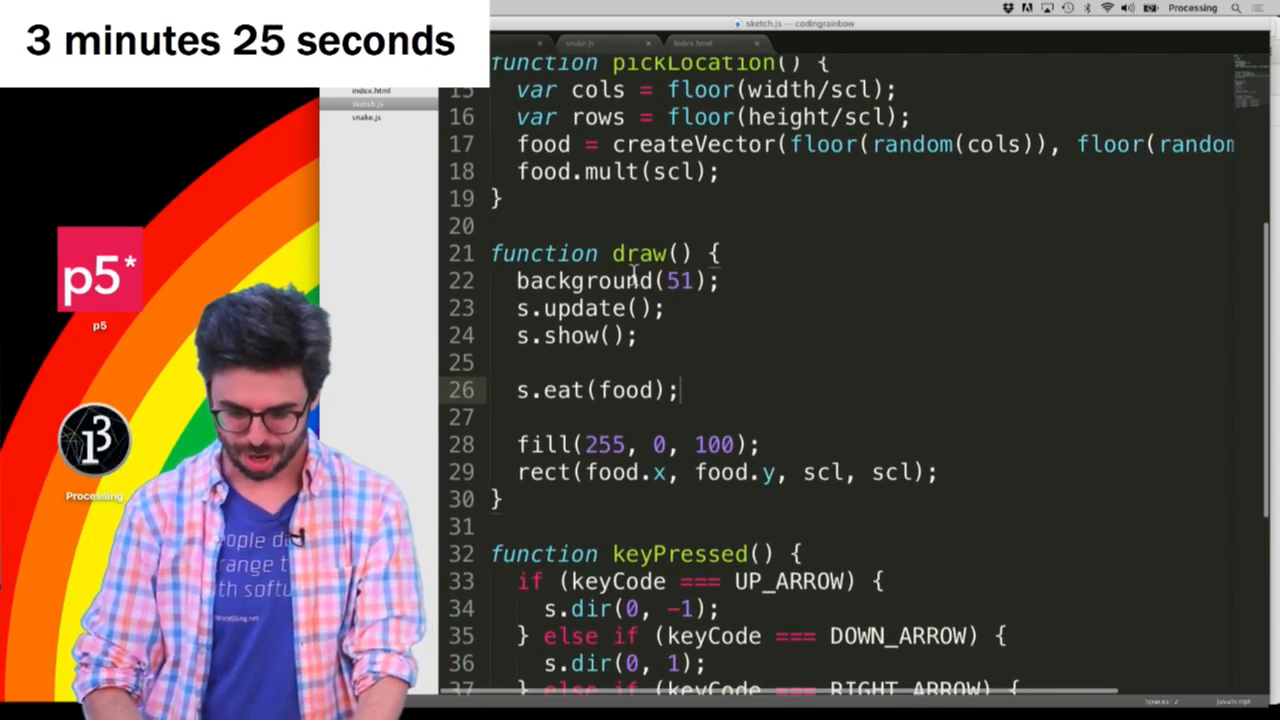 3 minutes 25 seconds
Processing
sketch.js — codingrainbow
snake.js
index.html
index.html
sketch.js
snake.js
function pickLocation() {
15 var cols = floor(width/scl);
16 var rows = floor(height/scl);
17 food = createVector(floor(random(cols)), floor(random
18 food.mult(scl);
19 }
20
21 function draw() {
22 background(51);
23 s.update();
24 s.show();
25
26 s.eat(food);
27
28 fill(255, 0, 100);
29 rect(food.x, food.y, scl, scl);
30 }
31
32 function keyPressed() {
33 if (keyCode === UP_ARROW) {
34 s.dir(0, -1);
35 } else if (keyCode === DOWN_ARROW) {
36 s.dir(0, 1);
37 } else if (keyCode === RIGHT_ARROW) {
p5*
p5
Processing
Spaces: 2
JavaScript